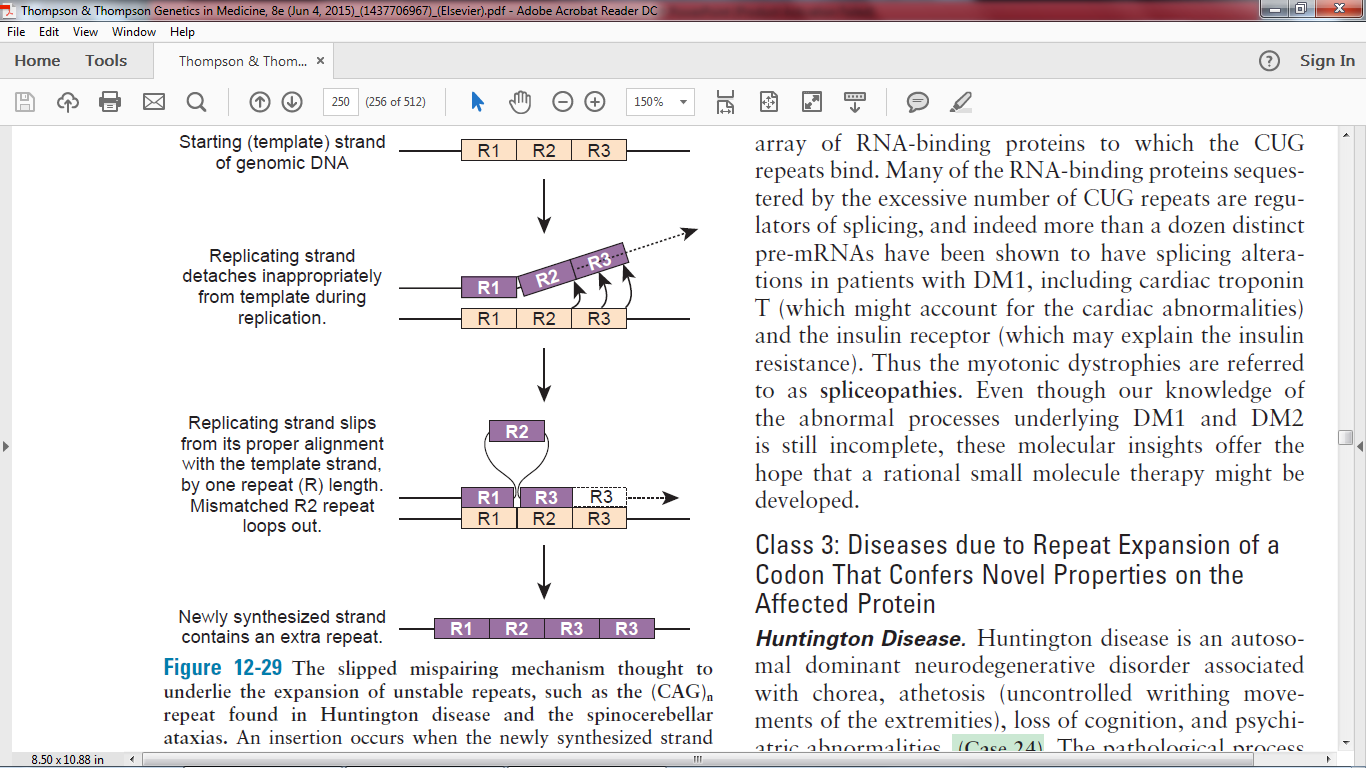 Thompson & Thompson Genetics in Medicine, 8e (Jun 4, 2015)_(1437706967)_(Elsevier).pdf - Adobe Acrobat Reader DC
File Edit View Window Help
Home Tools Thompson & Thom... × ? Sign In
250 (256 of 512) 150%
Starting (template) strand
of genomic DNA
R1 R2 R3
Replicating strand
detaches inappropriately
from template during
replication.
R1 R2 R3
R1 R2 R3
Replicating strand slips
from its proper alignment
with the template strand,
by one repeat (R) length.
Mismatched R2 repeat
loops out.
R2
R1 R3 R3
R1 R2 R3
Newly synthesized strand
contains an extra repeat.
R1 R2 R3 R3
Figure 12-29 The slipped mispairing mechanism thought to
underlie the expansion of unstable repeats, such as the (CAG)n
repeat found in Huntington disease and the spinocerebellar
ataxias. An insertion occurs when the newly synthesized strand
array of RNA-binding proteins to which the CUG
repeats bind. Many of the RNA-binding proteins seques-
tered by the excessive number of CUG repeats are regu-
lators of splicing, and indeed more than a dozen distinct
pre-mRNAs have been shown to have splicing altera-
tions in patients with DM1, including cardiac troponin
T (which might account for the cardiac abnormalities)
and the insulin receptor (which may explain the insulin
resistance). Thus the myotonic dystrophies are referred
to as spliceopathies. Even though our knowledge of
the abnormal processes underlying DM1 and DM2
is still incomplete, these molecular insights offer the
hope that a rational small molecule therapy might be
developed.
Class 3: Diseases due to Repeat Expansion of a
Codon That Confers Novel Properties on the
Affected Protein
Huntington Disease. Huntington disease is an autoso-
mal dominant neurodegenerative disorder associated
with chorea, athetosis (uncontrolled writhing move-
ments of the extremities), loss of cognition, and psychi-
atric abnormalities (Case 24). The pathological process
8.50 x 10.88 in